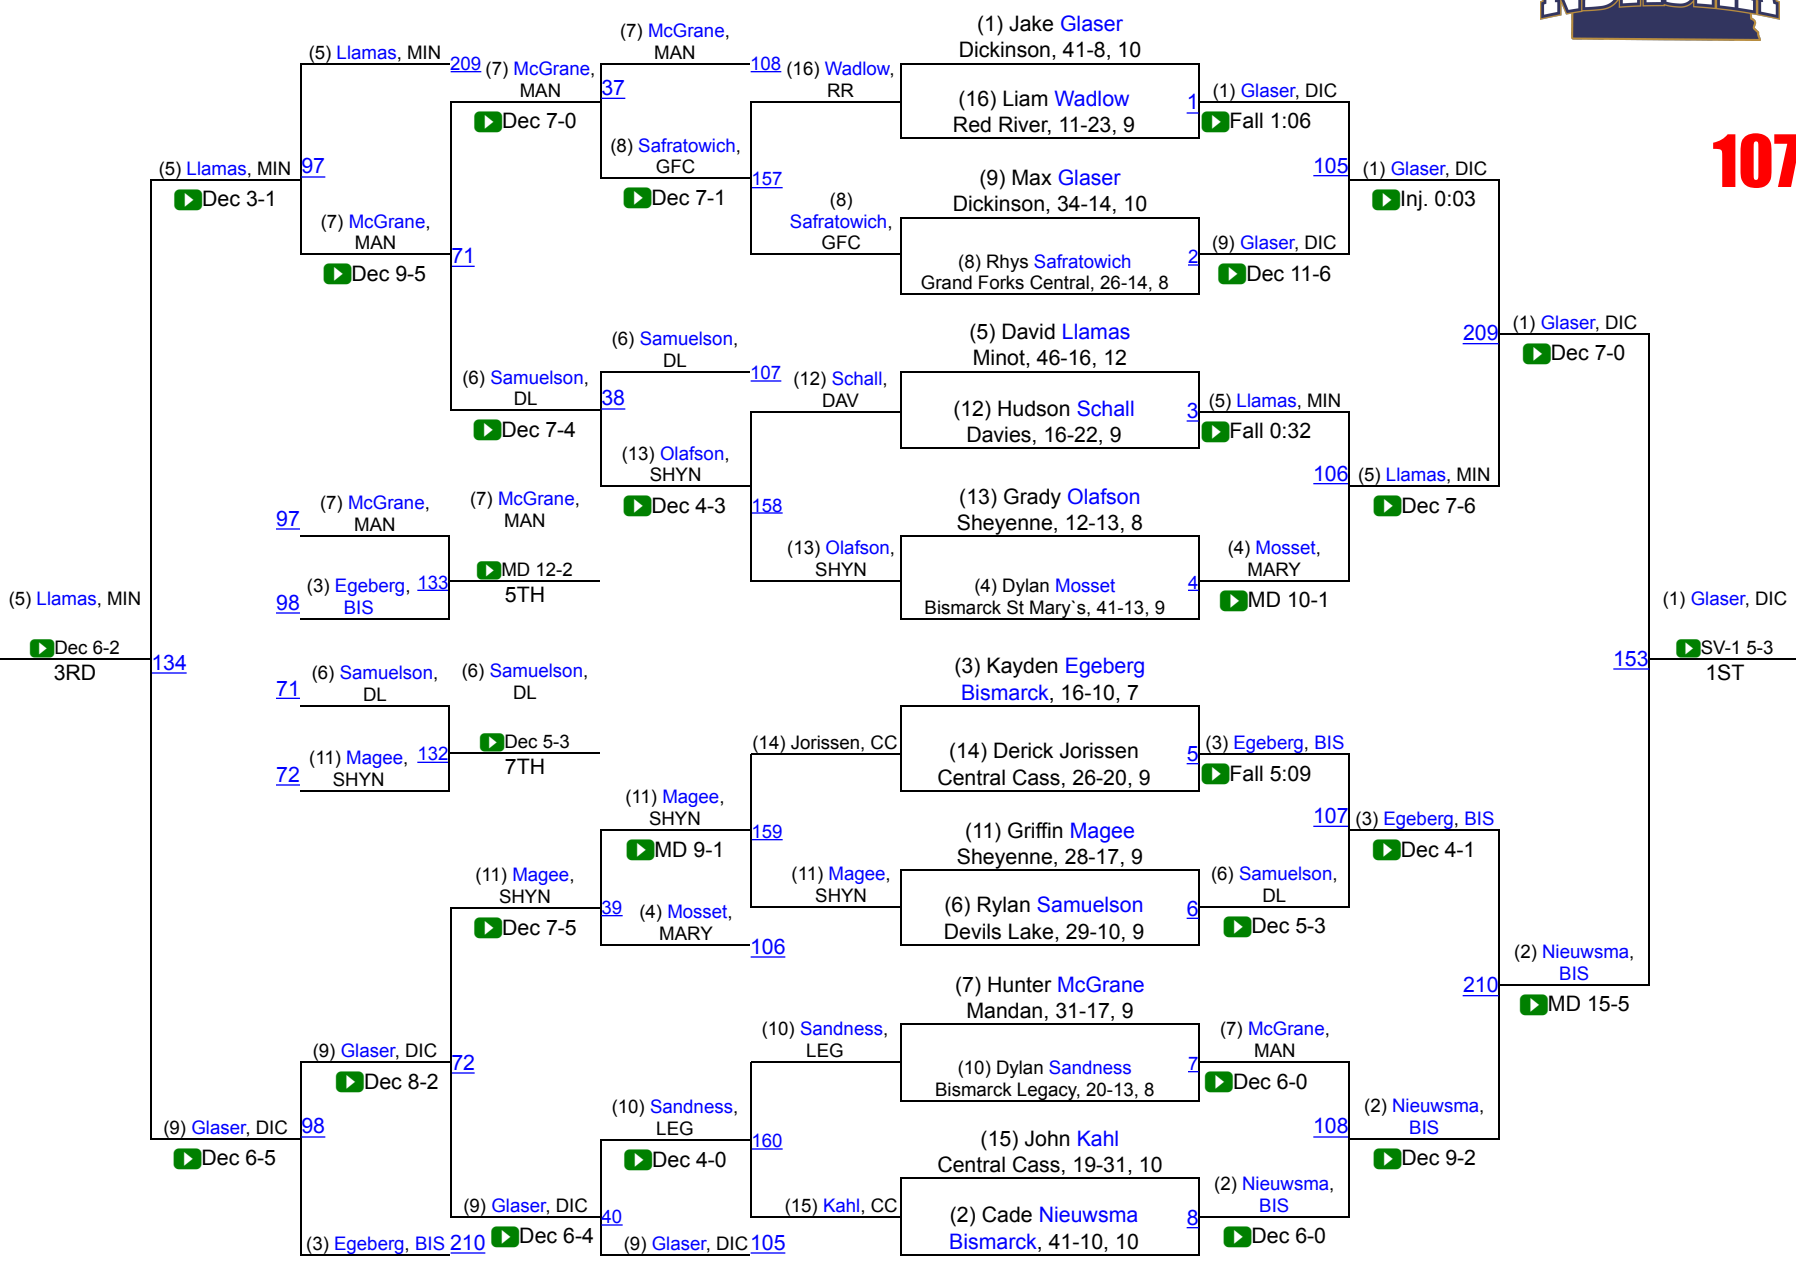 NDHSAA
107
(1) Jake Glaser
Dickinson, 41-8, 10
(16) Liam Wadlow
Red River, 11-23, 9
1
(9) Max Glaser
Dickinson, 34-14, 10
(8) Rhys Safratowich
Grand Forks Central, 26-14, 8
2
(5) David Llamas
Minot, 46-16, 12
(12) Hudson Schall
Davies, 16-22, 9
3
(13) Grady Olafson
Sheyenne, 12-13, 8
(4) Dylan Mosset
Bismarck St Mary`s, 41-13, 9
4
(3) Kayden Egeberg
Bismarck, 16-10, 7
(14) Derick Jorissen
Central Cass, 26-20, 9
5
(11) Griffin Magee
Sheyenne, 28-17, 9
(6) Rylan Samuelson
Devils Lake, 29-10, 9
6
(7) Hunter McGrane
Mandan, 31-17, 9
(10) Dylan Sandness
Bismarck Legacy, 20-13, 8
7
(15) John Kahl
Central Cass, 19-31, 10
(2) Cade Nieuwsma
Bismarck, 41-10, 10
8
(1) Glaser, DIC
Fall 1:06
105
(9) Glaser, DIC
Dec 11-6
(5) Llamas, MIN
Fall 0:32
106
(4) Mosset,
MARY
MD 10-1
(3) Egeberg, BIS
Fall 5:09
107
(6) Samuelson,
DL
Dec 5-3
(7) McGrane,
MAN
Dec 6-0
108
(2) Nieuwsma,
BIS
Dec 6-0
(1) Glaser, DIC
Inj. 0:03
209
(5) Llamas, MIN
Dec 7-6
(3) Egeberg, BIS
Dec 4-1
210
(2) Nieuwsma,
BIS
Dec 9-2
(1) Glaser, DIC
Dec 7-0
153
(2) Nieuwsma,
BIS
MD 15-5
(1) Glaser, DIC
SV-1 5-3
1ST
(16) Wadlow,
RR
157
(8)
Safratowich,
GFC
(12) Schall,
DAV
158
(13) Olafson,
SHYN
(14) Jorissen, CC
159
(11) Magee,
SHYN
(10) Sandness,
LEG
160
(15) Kahl, CC
(7) McGrane,
MAN
108
37
(8) Safratowich,
GFC
Dec 7-1
(6) Samuelson,
DL
107
38
(13) Olafson,
SHYN
Dec 4-3
(11) Magee,
SHYN
MD 9-1
39
(4) Mosset,
MARY
106
(10) Sandness,
LEG
Dec 4-0
40
(9) Glaser, DIC
105
(7) McGrane,
MAN
Dec 7-0
71
(6) Samuelson,
DL
Dec 7-4
(11) Magee,
SHYN
Dec 7-5
72
(9) Glaser, DIC
Dec 6-4
(5) Llamas, MIN
209
97
(7) McGrane,
MAN
Dec 9-5
(9) Glaser, DIC
Dec 8-2
98
(3) Egeberg, BIS
210
(5) Llamas, MIN
Dec 3-1
134
(9) Glaser, DIC
Dec 6-5
(5) Llamas, MIN
Dec 6-2
3RD
97
(7) McGrane,
MAN
98
(3) Egeberg,
BIS
133
(7) McGrane,
MAN
MD 12-2
5TH
71
(6) Samuelson,
DL
72
(11) Magee,
SHYN
132
(6) Samuelson,
DL
Dec 5-3
7TH